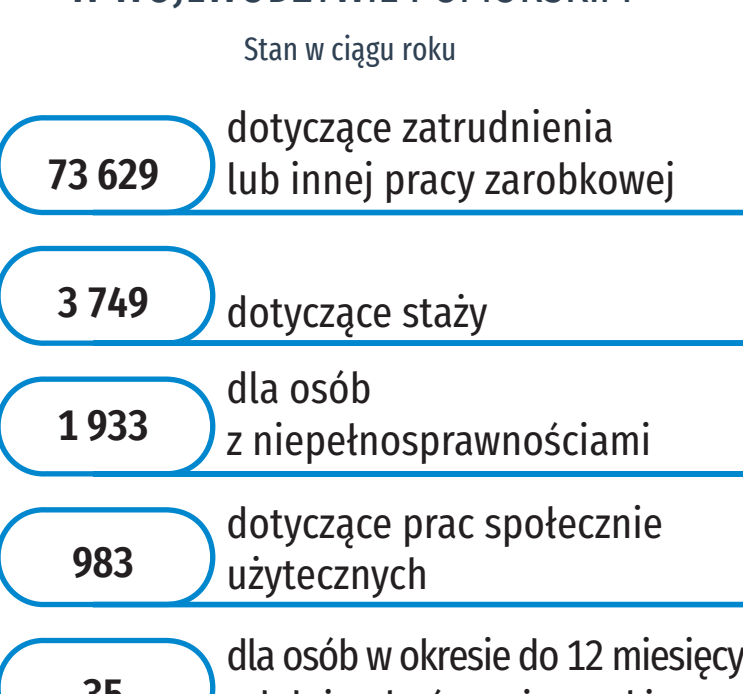 Stan w ciągu roku
73 629
dotyczące zatrudnienia
lub innej pracy zarobkowej
3 749
dotyczące staży
1 933
dla osób
z niepełnosprawnościami
983
dotyczące prac społecznie
użytecznych
35
dla osób w okresie do 12 miesięcy